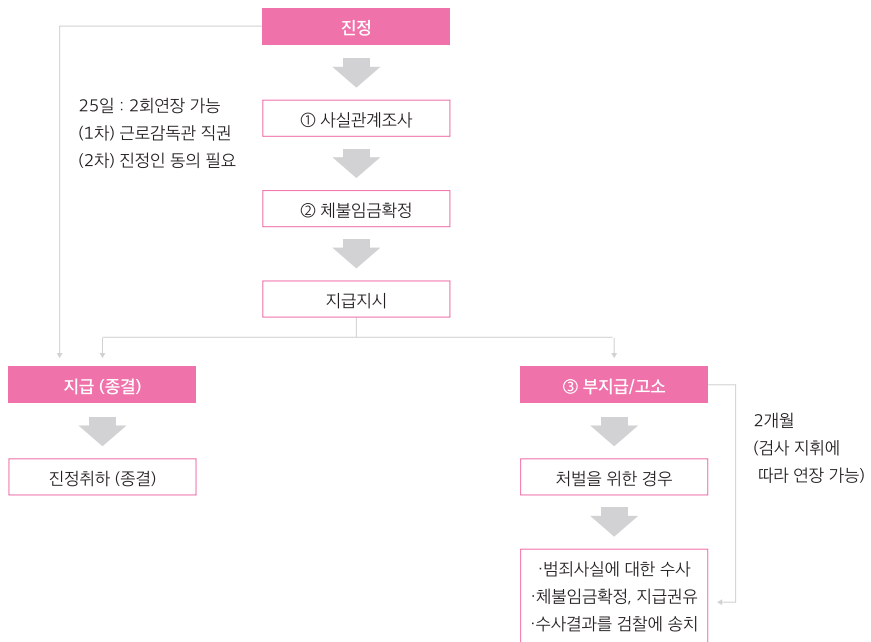 진정
25일 : 2회연장 가능
(1차) 근로감독관 직권
(2차) 진정인 동의 필요
① 사실관계조사
② 체불임금확정
지급지시
지급 (종결)
진정취하 (종결)
③ 부지급/고소
처벌을 위한 경우
·범죄사실에 대한 수사
·체불임금확정, 지급권유
·수사결과를 검찰에 송치
2개월
(검사 지휘에
따라 연장 가능)